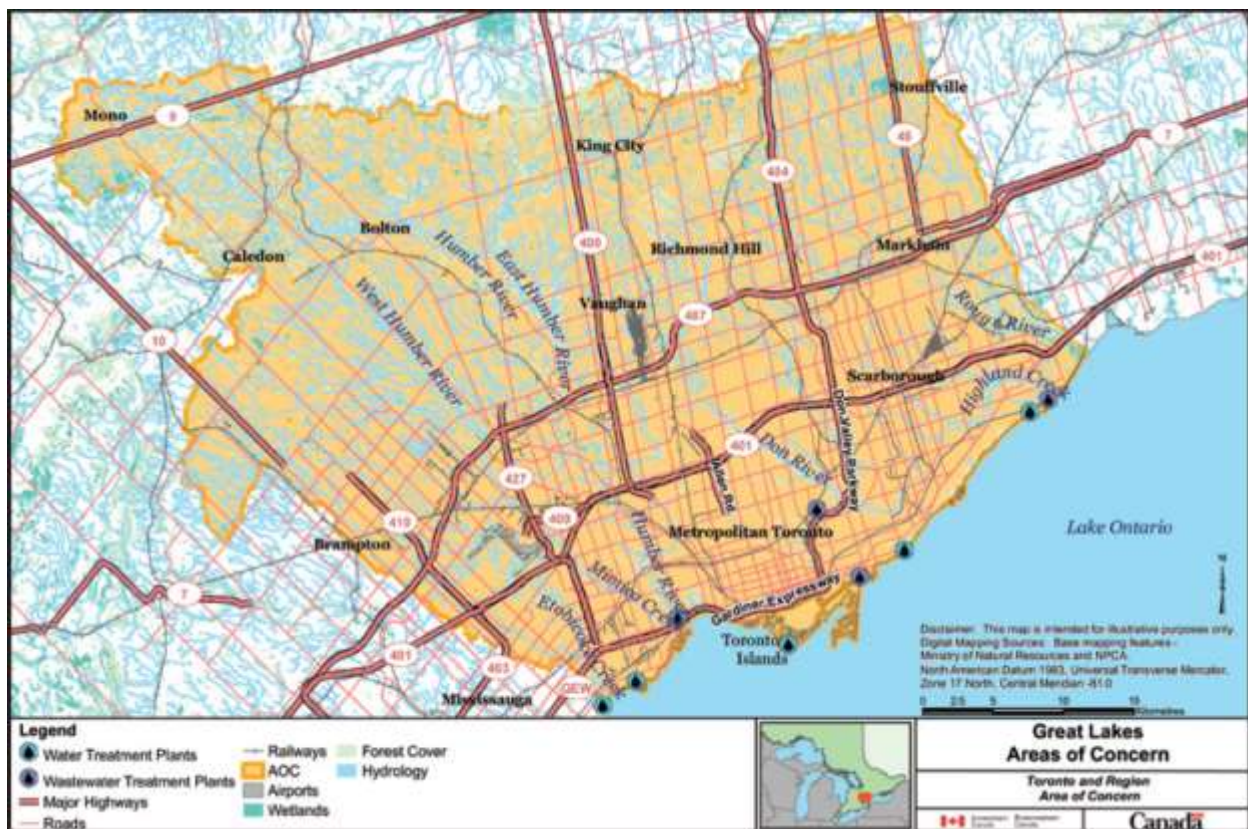 Mono
9
Stouffville
King City
48
7
404
Bolton
Humber River
East Humber River
400
Richmond Hill
Markham
Caledon
401
West Humber River
Vaughan
407
Rouge River
10
Scarborough
Highland Creek
Don Valley Parkway
Don River
401
Allen Rd
427
410
409
Metropolitan Toronto
Lake Ontario
Brampton
Humber River
Mimico Creek
Gardiner Expressway
7
Etobicoke Creek
Toronto
Islands
401
403
QEW
Mississauga
Disclaimer: This map is intended for illustrative purposes only.
Digital Mapping Sources: Base mapping features -
Ministry of Natural Resources and NPCA.
North American Datum 1983, Universal Transverse Mercator,
Zone 17 North, Central Meridian -81.0
0 2.5 5 10 15
Kilometres
Legend
Water Treatment Plants
Wastewater Treatment Plants
Major Highways
Roads
Railways
AOC
Airports
Wetlands
Forest Cover
Hydrology
Great Lakes
Areas of Concern
Toronto and Region
Area of Concern
Environment
Canada
Environnement
Canada
Canada